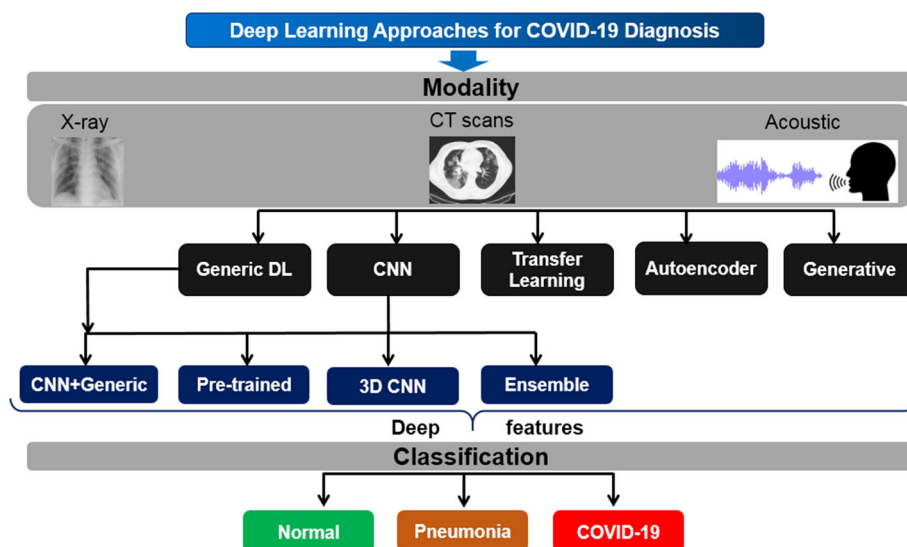 Deep Learning Approaches for COVID-19 Diagnosis
Modality
X-ray
CT scans
Acoustic
Generic DL
CNN
Transfer
Learning
Autoencoder
Generative
CNN+Generic
Pre-trained
3D CNN
Ensemble
Deep features
Classification
Normal
Pneumonia
COVID-19